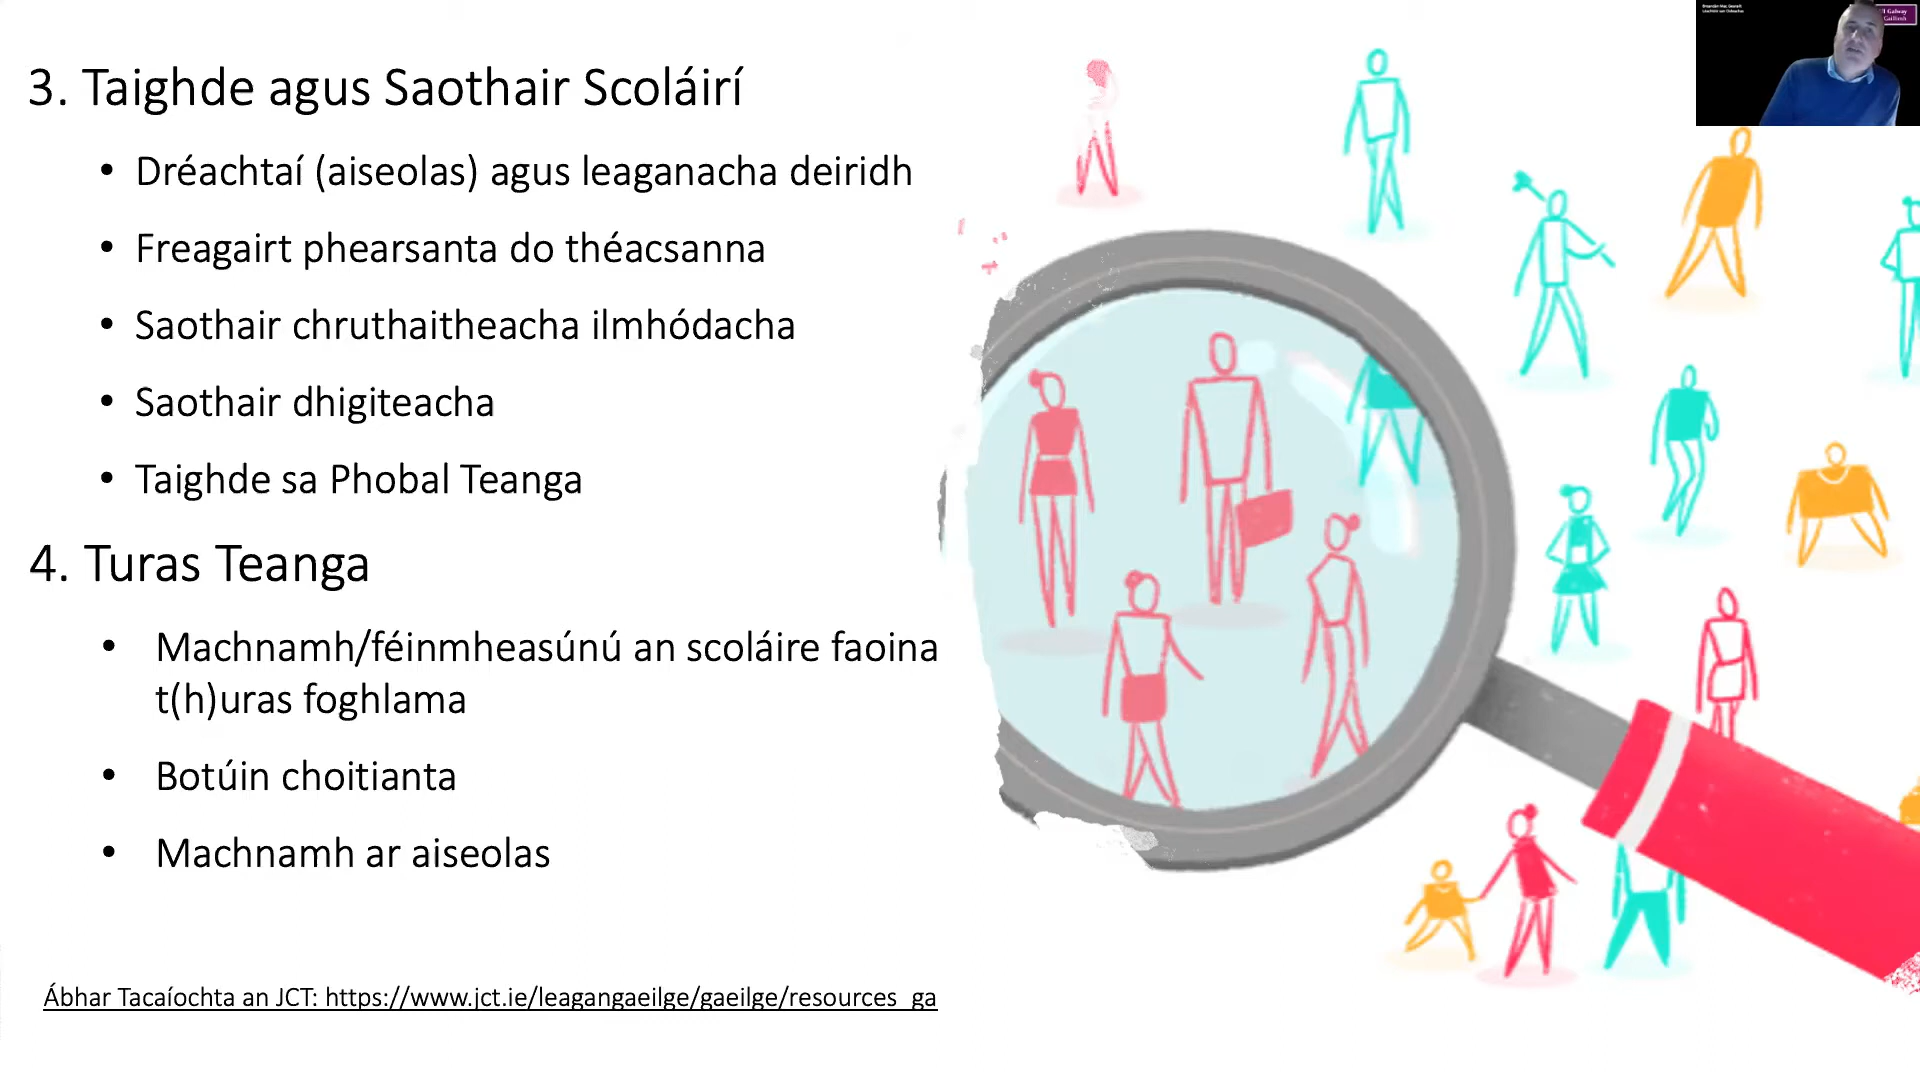 3. Taighde agus Saothair Scoláirí
• Dréachtaí (aiseolas) agus leaganacha deiridh
• Freagairt phearsanta do théacsanna
• Saothair chruthaitheacha ilmhódacha
• Saothair dhigiteacha
• Taighde sa Phobal Teanga
4. Turas Teanga
• Machnamh/féinmheasúnú an scoláire faoina
t(h)uras foghlama
• Botúin choitianta
• Machnamh ar aiseolas
Ábhar Tacaíochta an JCT: https://www.jct.ie/leagangaeilge/gaeilge/resources_ga
Galway